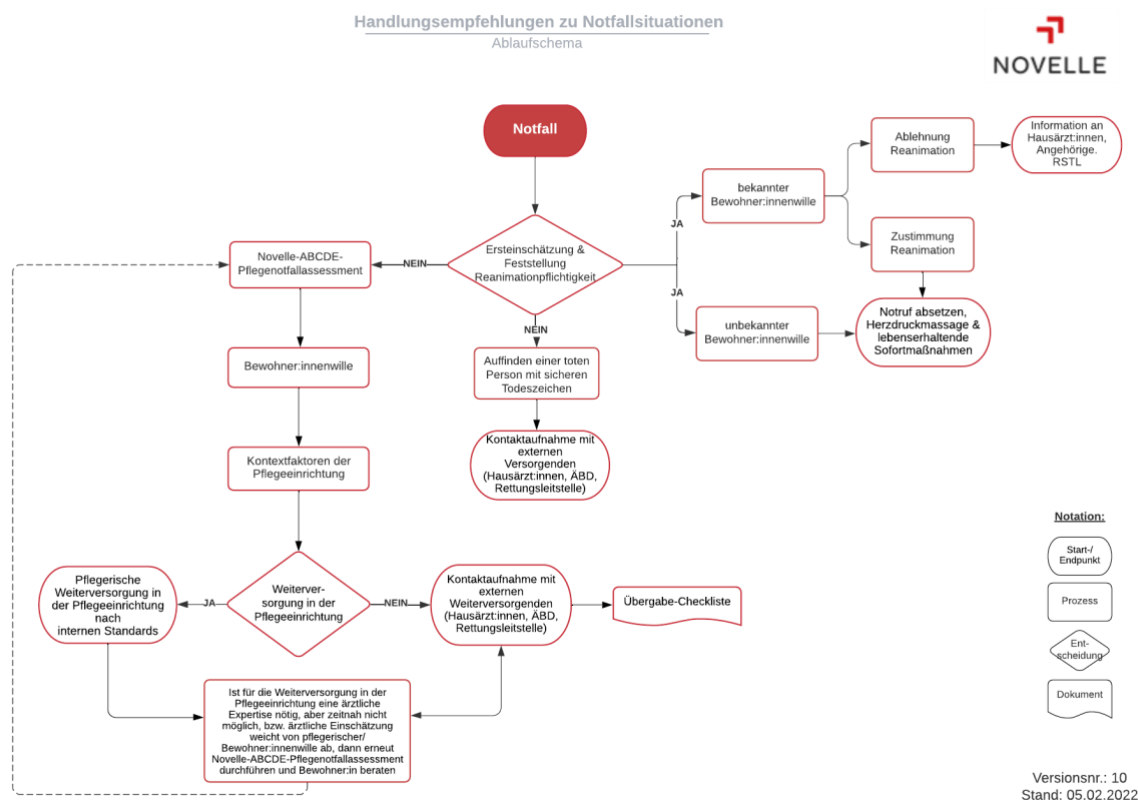 Handlungsempfehlungen zu Notfallsituationen
Ablaufschema
NOVELLE
Notfall
Ersteinschätzung &
Feststellung
Reanimationpflichtigkeit
JA
bekannter
Bewohner:innenwille
Ablehnung
Reanimation
Information an
Hausärzt:innen,
Angehörige.
RSTL
Zustimmung
Reanimation
JA
unbekannter
Bewohner:innenwille
Notruf absetzen,
Herzdruckmassage &
lebenserhaltende
Sofortmaßnahmen
NEIN
Auffinden einer toten
Person mit sicheren
Todeszeichen
Kontaktaufnahme mit
externen
Versorgenden
(Hausärzt:innen, ÄBD,
Rettungsleitstelle)
NEIN
Novelle-ABCDE-
Pflegenotfallassessment
Bewohner:innenwille
Kontextfaktoren der
Pflegeeinrichtung
Weiterver-
sorgung in der
Pflegeeinrichtung
JA
Pflegerische
Weiterversorgung in
der Pflegeeinrichtung
nach
internen Standards
NEIN
Kontaktaufnahme mit
externen
Weiterversorgenden
(Hausärzt:innen, ÄBD,
Rettungsleitstelle)
Übergabe-Checkliste
Ist für die Weiterversorgung in der
Pflegeeinrichtung eine ärztliche
Expertise nötig, aber zeitnah nicht
möglich, bzw. ärztliche Einschätzung
weicht von pflegerischer/
Bewohner:innenwille ab, dann erneut
Novelle-ABCDE-Pflegenotfallassessment
durchführen und Bewohner:in beraten
Notation:
Start-/
Endpunkt
Prozess
Ent-
scheidung
Dokument
Versionsnr.: 10
Stand: 05.02.2022